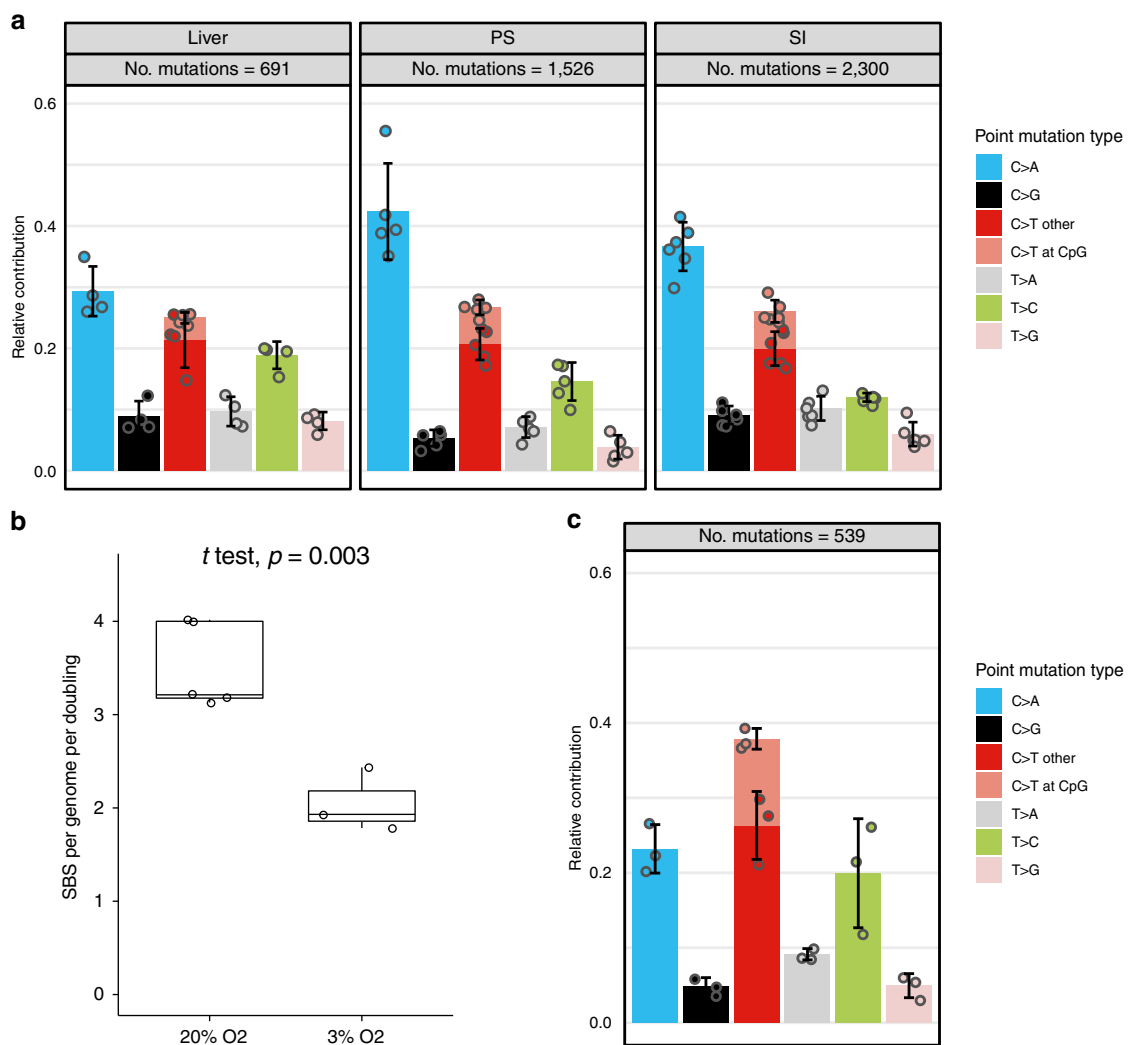 a
Liver
PS
SI
No. mutations = 691
No. mutations = 1,526
No. mutations = 2,300
Relative contribution
0.6
0.4
0.2
0.0
Point mutation type
C>A
C>G
C>T other
C>T at CpG
T>A
T>C
T>G
b
t test, p = 0.003
SBS per genome per doubling
4
3
2
1
0
20% O2
3% O2
c
No. mutations = 539
Relative contribution
0.6
0.4
0.2
0.0
Point mutation type
C>A
C>G
C>T other
C>T at CpG
T>A
T>C
T>G